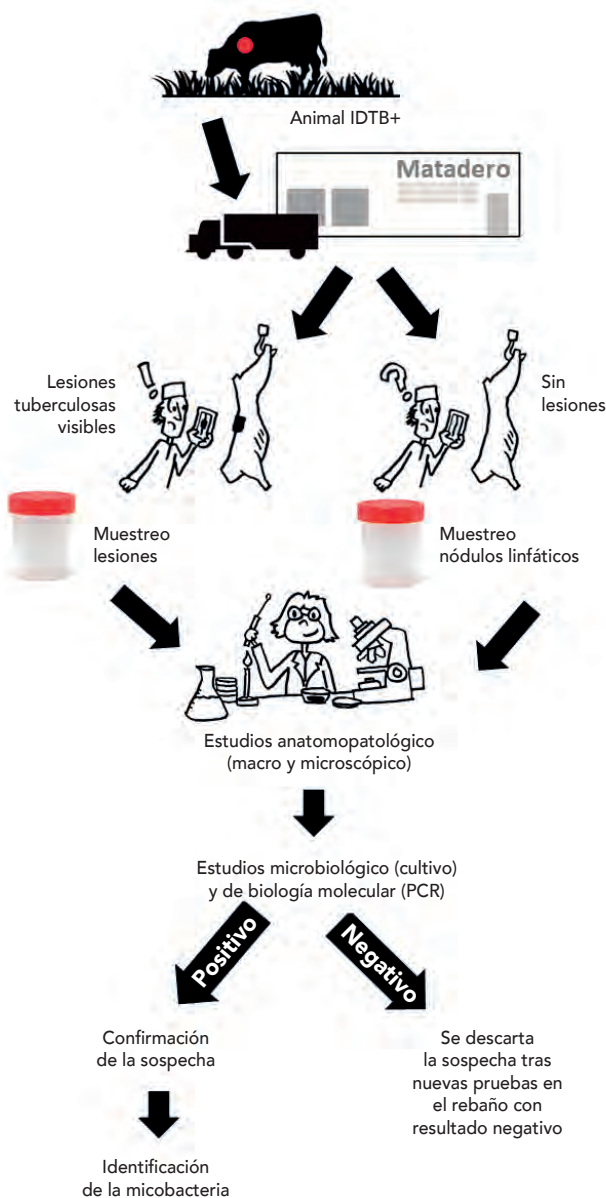 Animal IDTB+
Matadero
Lesiones
tuberculosas
visibles
Sin
lesiones
Muestreo
lesiones
Muestreo
nódulos linfáticos
Estudios anatomopatológico
(macro y microscópico)
Estudios microbiológico (cultivo)
y de biología molecular (PCR)
Positivo
Negativo
Confirmación
de la sospecha
Se descarta
la sospecha tras
nuevas pruebas en
el rebaño con
resultado negativo
Identificación
de la micobacteria